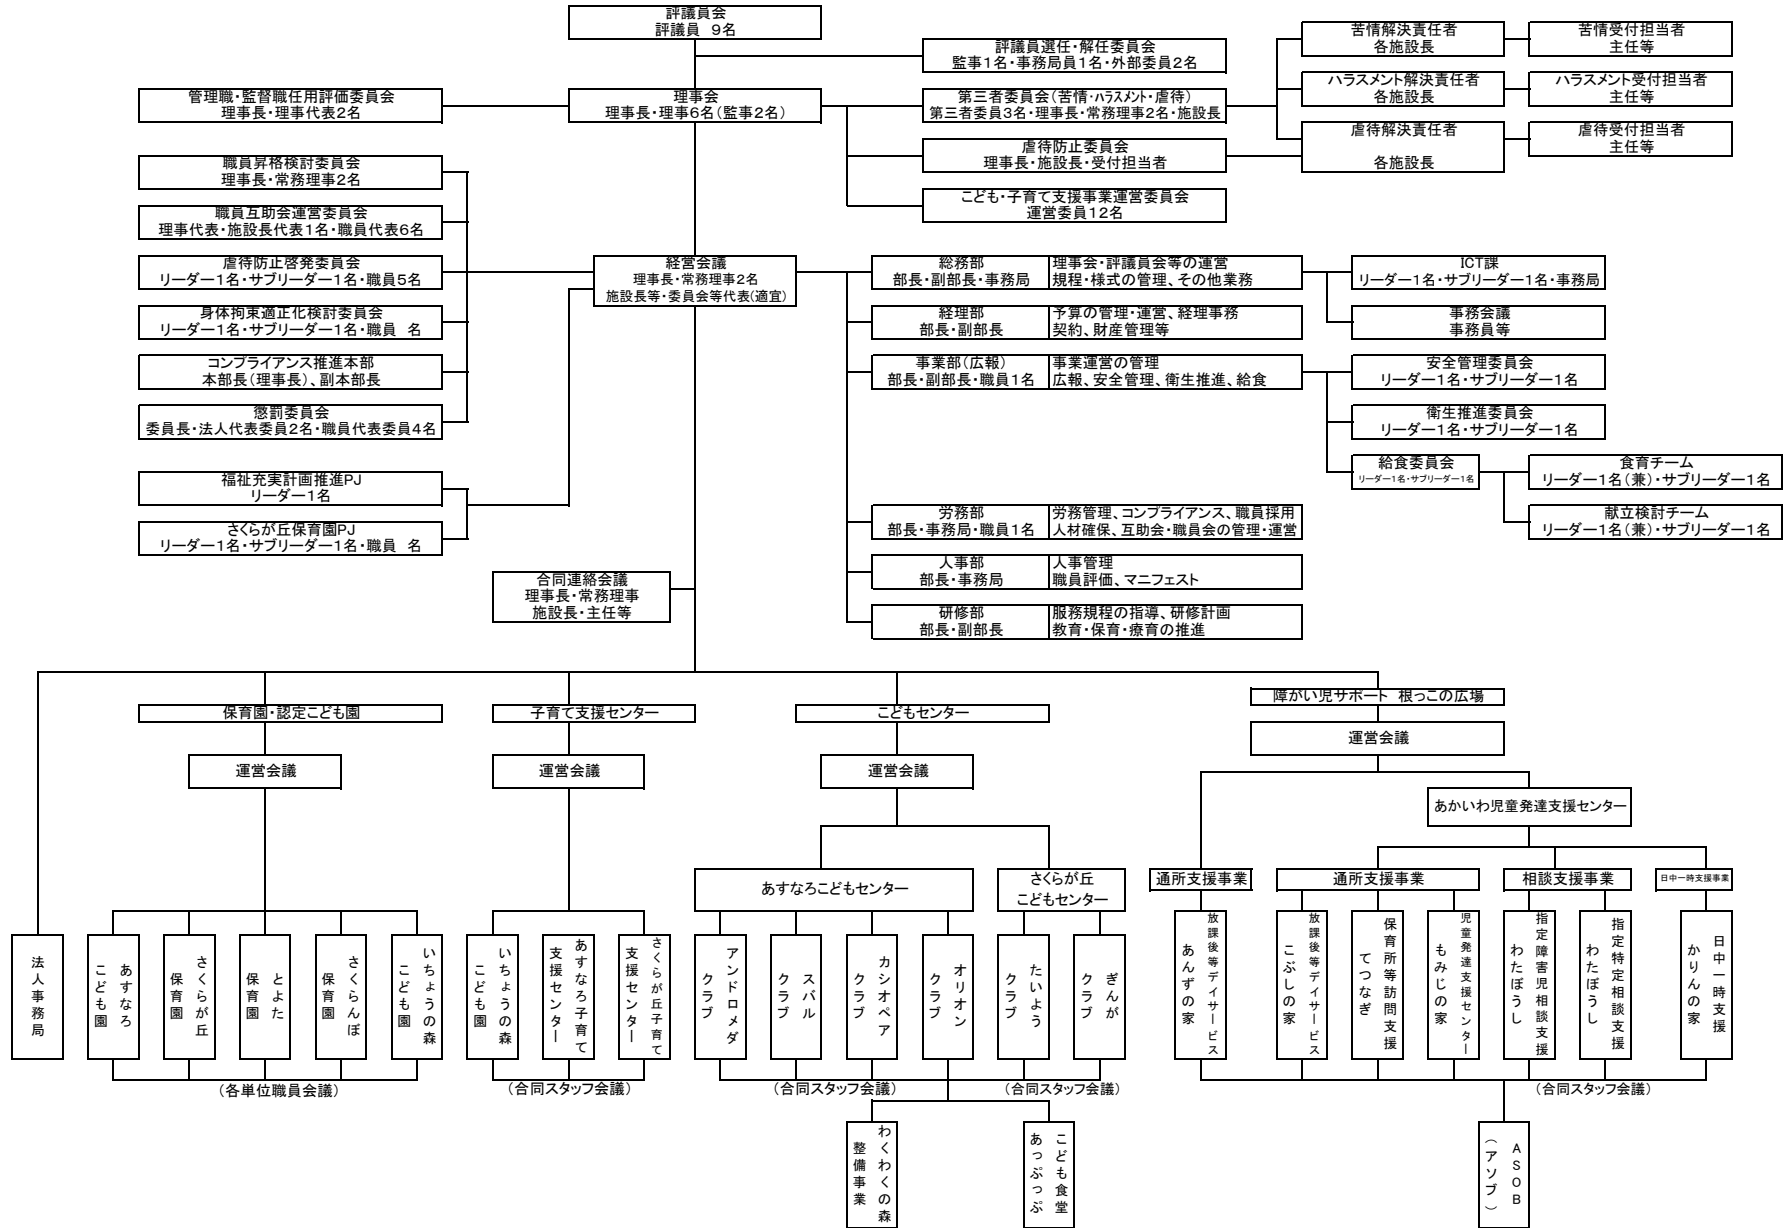 評議員会
評議員 9名
評議員選任・解任委員会
監事1名・事務局員1名・外部委員2名
苦情解決責任者
各施設長
苦情受付担当者
主任等
管理職・監督職任用評価委員会
理事長・理事代表2名
理事会
理事長・理事6名(監事2名)
第三者委員会(苦情・ハラスメント・虐待)
第三者委員3名・理事長・常務理事2名・施設長
ハラスメント解決責任者
各施設長
ハラスメント受付担当者
主任等
虐待防止委員会
理事長・施設長・受付担当者
虐待解決責任者
各施設長
虐待受付担当者
主任等
こども・子育て支援事業運営委員会
運営委員12名
職員昇格検討委員会
理事長・常務理事2名
職員互助会運営委員会
理事代表・施設長代表1名・職員代表6名
虐待防止啓発委員会
リーダー1名・サブリーダー1名・職員5名
身体拘束適正化検討委員会
リーダー1名・サブリーダー1名・職員 名
コンプライアンス推進本部
本部長(理事長)、副本部長
懲罰委員会
委員長・法人代表委員2名・職員代表委員4名
福祉充実計画推進PJ
リーダー1名
さくらが丘保育園PJ
リーダー1名・サブリーダー1名・職員 名
経営会議
理事長・常務理事2名
施設長等・委員会等代表(適宜)
総務部
部長・副部長・事務局
理事会・評議員会等の運営
規程・様式の管理、その他業務
ICT課
リーダー1名・サブリーダー1名・事務局
事務会議
事務員等
経理部
部長・副部長
予算の管理・運営、経理事務
契約、財産管理等
事業部(広報)
部長・副部長・職員1名
事業運営の管理
広報、安全管理、衛生推進、給食
安全管理委員会
リーダー1名・サブリーダー1名
衛生推進委員会
リーダー1名・サブリーダー1名
給食委員会
リーダー1名・サブリーダー1名
食育チーム
リーダー1名(兼)・サブリーダー1名
献立検討チーム
リーダー1名(兼)・サブリーダー1名
労務部
部長・事務局・職員1名
労務管理、コンプライアンス、職員採用
人材確保、互助会・職員会の管理・運営
人事部
部長・事務局
人事管理
職員評価、マニフェスト
研修部
部長・副部長
服務規程の指導、研修計画
教育・保育・療育の推進
合同連絡会議
理事長・常務理事
施設長・主任等
保育園・認定こども園
運営会議
子育て支援センター
運営会議
こどもセンター
運営会議
障がい児サポート 根っこの広場
運営会議
あかいわ児童発達支援センター
あすなろこどもセンター
さくらが丘
こどもセンター
通所支援事業
通所支援事業
相談支援事業
日中一時支援事業
法人事務局
あすなろ
こども園
さくらが丘
保育園
とよた
保育園
さくらんぼ
保育園
いちょうの森
こども園
いちょうの森
こども園
あすなろ子育て
支援センター
さくらが丘子育て
支援センター
アンドロメダ
クラブ
スバル
クラブ
カシオペア
クラブ
オリオン
クラブ
たいよう
クラブ
ぎんが
クラブ
放課後等デイサービス
あんずの家
放課後等デイサービス
こぶしの家
保育所等訪問支援
てつなぎ
児童発達支援センター
もみじの家
指定障害児相談支援
わたぼうし
指定特定相談支援
わたぼうし
日中一時支援
かりんの家
(各単位職員会議)
(合同スタッフ会議)
(合同スタッフ会議)
(合同スタッフ会議)
(合同スタッフ会議)
わくわくの森
整備事業
こども食堂
あっぷっぷ
ASOB
(アソブ)